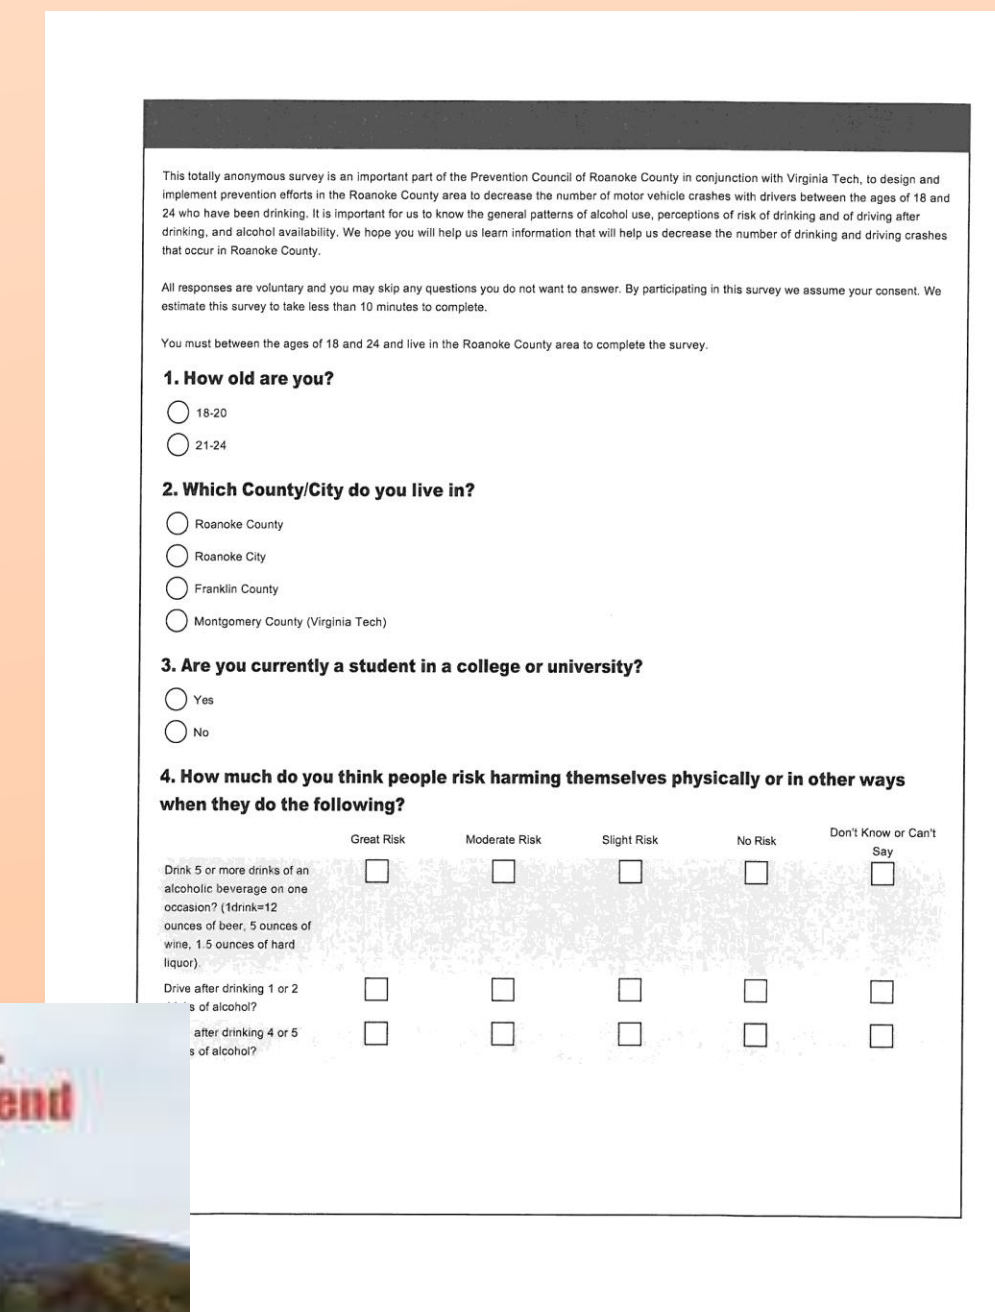 This totally anonymous survey is an important part of the Prevention Council of Roanoke County in conjunction with Virginia Tech, to design and
implement prevention efforts in the Roanoke County area to decrease the number of motor vehicle crashes with drivers between the ages of 18 and
24 who have been drinking. It is important for us to know the general patterns of alcohol use, perceptions of risk of drinking and of driving after
drinking, and alcohol availability. We hope you will help us learn information that will help us decrease the number of drinking and driving crashes
that occur in Roanoke County.
All responses are voluntary and you may skip any questions you do not want to answer. By participating in this survey we assume your consent. We
estimate this survey to take less than 10 minutes to complete.
You must between the ages of 18 and 24 and live in the Roanoke County area to complete the survey.
1. How old are you?
18-20
21-24
2. Which County/City do you live in?
Roanoke County
Roanoke City
Franklin County
Montgomery County (Virginia Tech)
3. Are you currently a student in a college or university?
Yes
No
4. How much do you think people risk harming themselves physically or in other ways
when they do the following?
Great Risk Moderate Risk Slight Risk No Risk Don't Know or Can't
Say
Drink 5 or more drinks of an
alcoholic beverage on one
occasion? (1drink=12
ounces of beer, 5 ounces of
wine, 1.5 ounces of hard
liquor).
Drive after drinking 1 or 2
s of alcohol?
after drinking 4 or 5
s of alcohol?
end